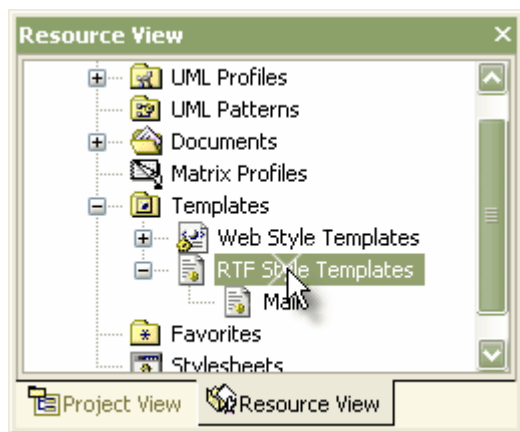 Resource View
UML Profiles
UML Patterns
Documents
Matrix Profiles
Templates
Web Style Templates
RTF Style Templates
Favorites
Stylesheets
Project View
Resource View